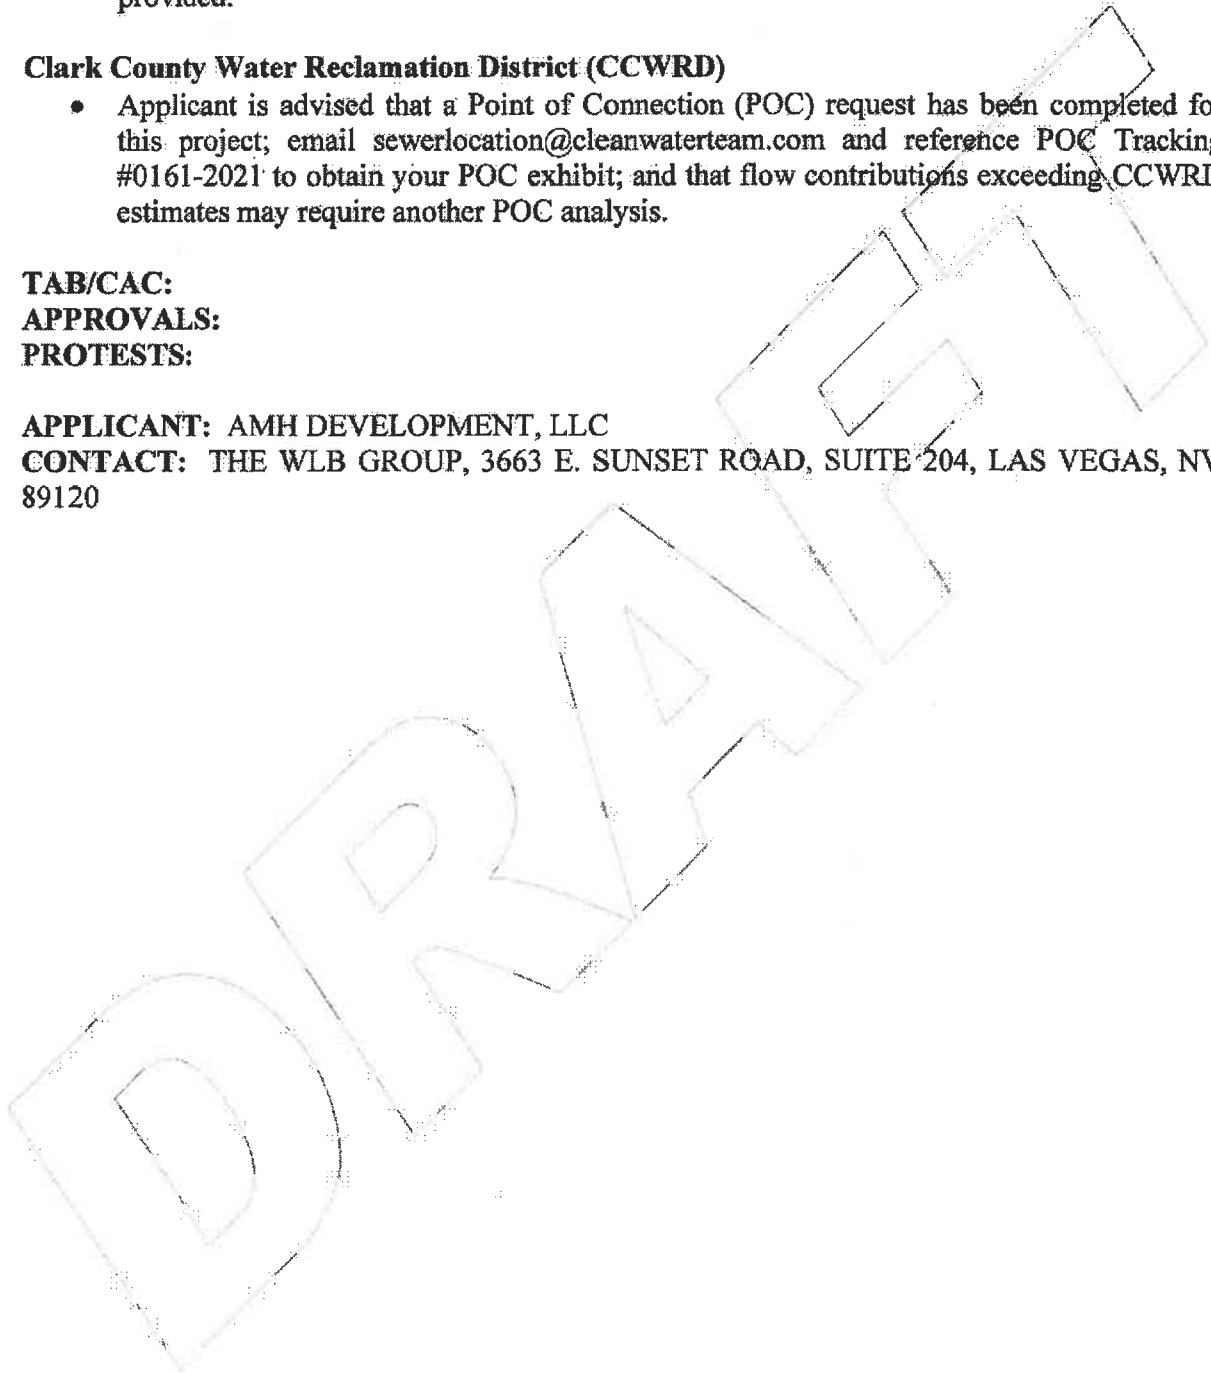 provided.
Clark County Water Reclamation District (CCWRD)
• Applicant is advised that a Point of Connection (POC) request has been completed fo
this project; email sewerlocation@cleanwaterteam.com and reference POC Tracking
#0161-2021 to obtain your POC exhibit; and that flow contributions exceeding CCWRD
estimates may require another POC analysis.
TAB/CAC:
APPROVALS:
PROTESTS:
APPLICANT: AMH DEVELOPMENT, LLC
CONTACT: THE WLB GROUP, 3663 E. SUNSET ROAD, SUITE 204, LAS VEGAS, NV
89120
DRAFT